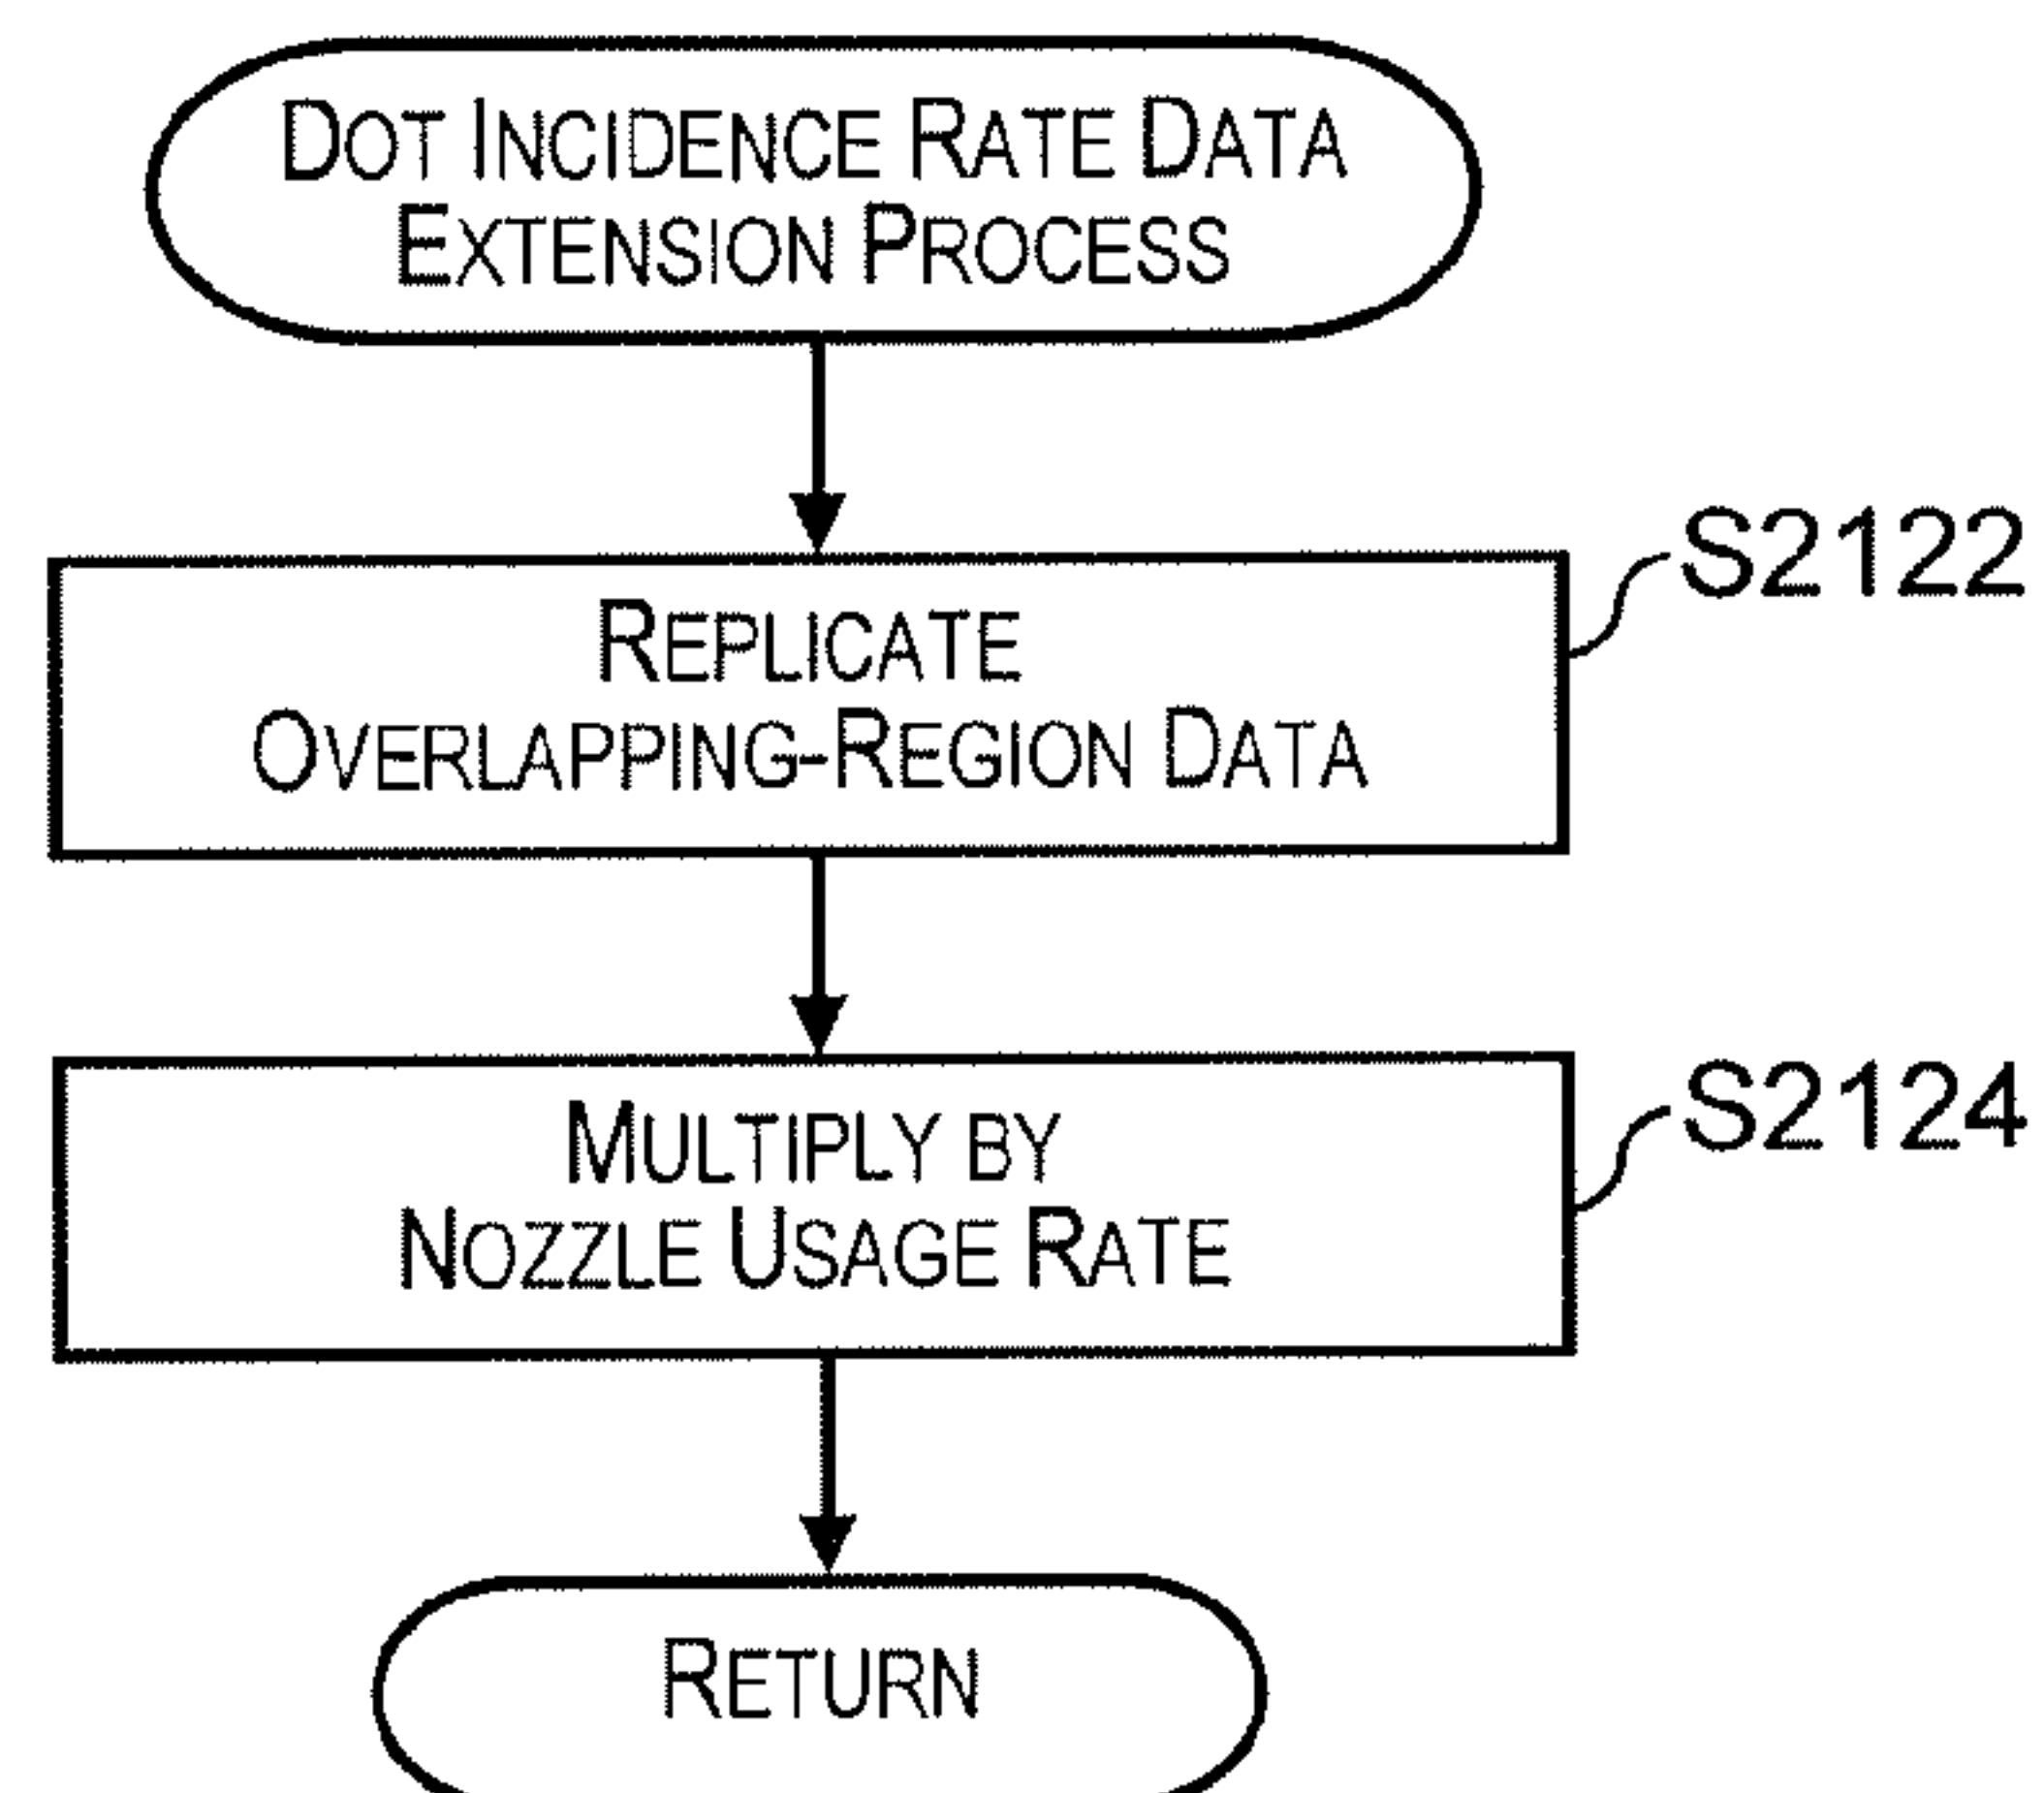 DOT INCIDENCE RATE DATA
EXTENSION PROCESS
S2122
REPLICATE
OVERLAPPING-REGION DATA
S2124
MULTIPLY BY
NOZZLE USAGE RATE
RETURN